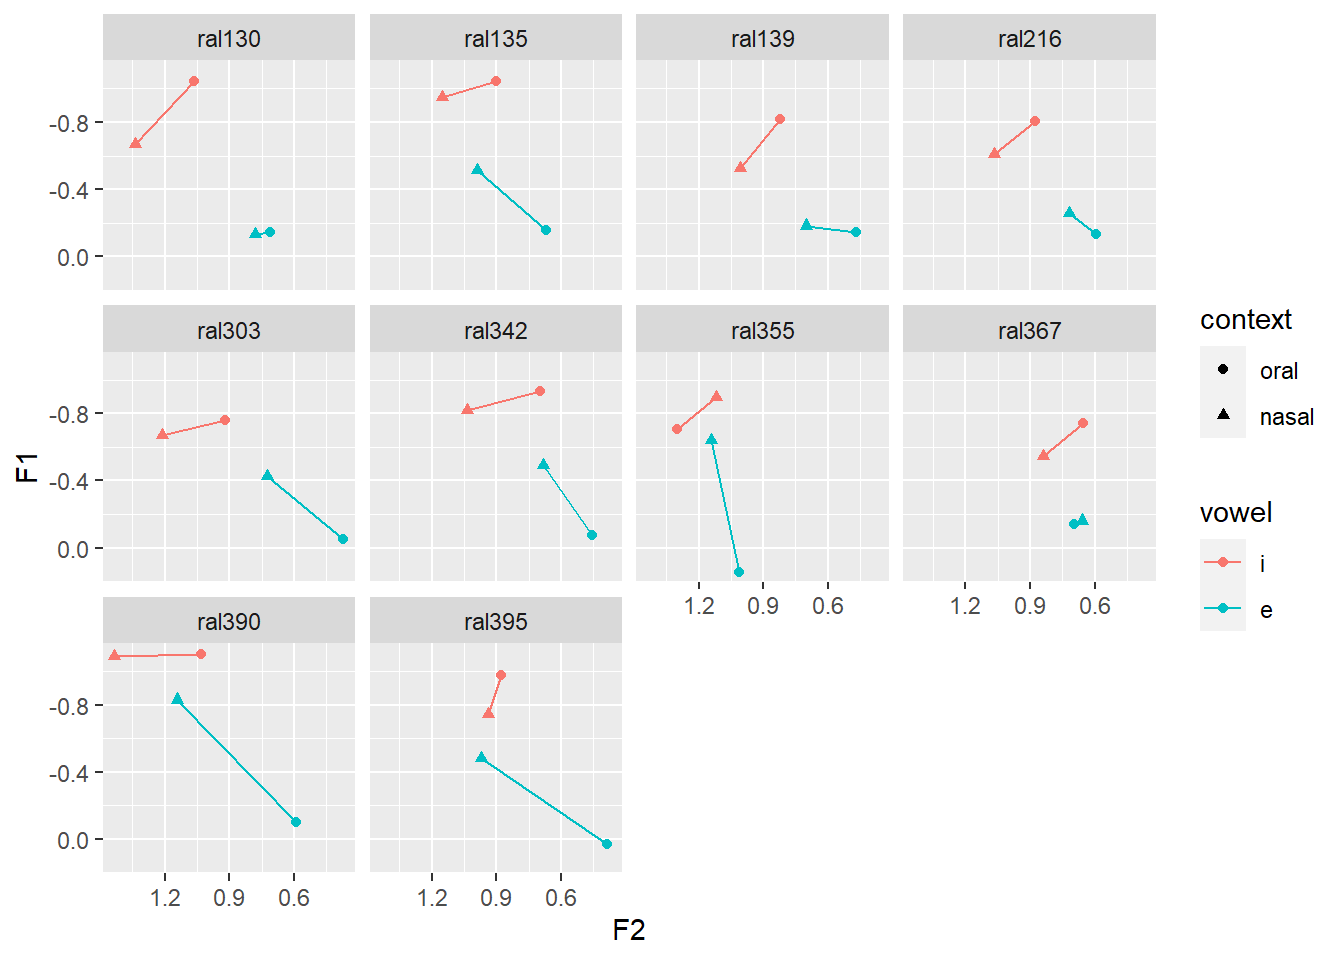 ral130 ral135 ral139 ral216
-0.8
-0.4
0.0
ral303 ral342 ral355 ral367
-0.8
-0.4
0.0
1.2 0.9 0.6 1.2 0.9 0.6
ral390 ral395
-0.8
-0.4
0.0
1.2 0.9 0.6 1.2 0.9 0.6
F2
F1
context
oral
nasal
vowel
i
e